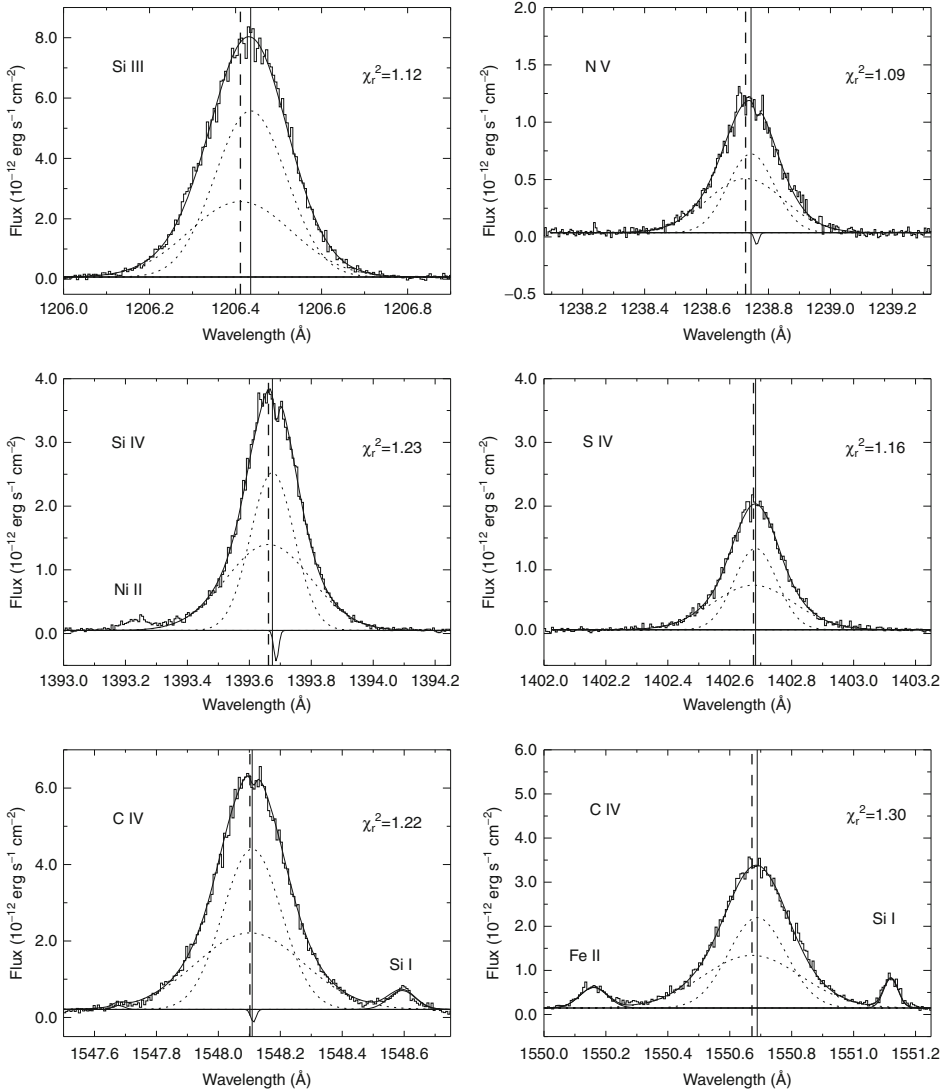 Si III
χr²=1.12
8.0
6.0
4.0
2.0
0.0
Flux (10−12 erg s−1 cm−2)
1206.0 1206.2 1206.4 1206.6 1206.8
Wavelength (Å)
N V
χr²=1.09
2.0
1.5
1.0
0.5
0.0
−0.5
Flux (10−12 erg s−1 cm−2)
1238.2 1238.4 1238.6 1238.8 1239.0 1239.2
Wavelength (Å)
Si IV
χr²=1.23
Ni II
4.0
3.0
2.0
1.0
0.0
Flux (10−12 erg s−1 cm−2)
1393.0 1393.2 1393.4 1393.6 1393.8 1394.0 1394.2
Wavelength (Å)
S IV
χr²=1.16
4.0
3.0
2.0
1.0
0.0
Flux (10−12 erg s−1 cm−2)
1402.0 1402.2 1402.4 1402.6 1402.8 1403.0 1403.2
Wavelength (Å)
C IV
χr²=1.22
Si I
6.0
4.0
2.0
0.0
Flux (10−12 erg s−1 cm−2)
1547.6 1547.8 1548.0 1548.2 1548.4 1548.6
Wavelength (Å)
C IV
χr²=1.30
Fe II
Si I
6.0
5.0
4.0
3.0
2.0
1.0
0.0
Flux (10−12 erg s−1 cm−2)
1550.0 1550.2 1550.4 1550.6 1550.8 1551.0 1551.2
Wavelength (Å)